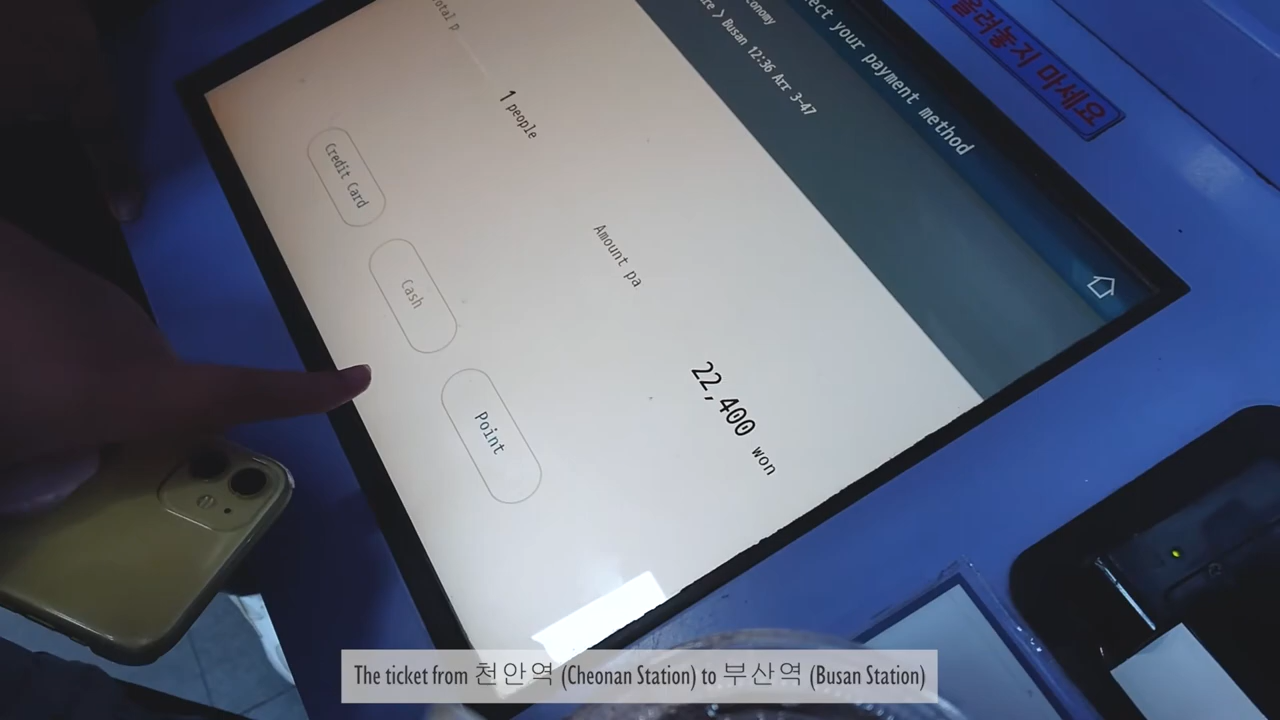 올려놓지 마세요
your payment method
conomy
Busan 12:36 Arr 3-47
1 people
Amount pa
22,400 won
Credit Card
Cash
Point
The ticket from 천안역 (Cheonan Station) to 부산역 (Busan Station)